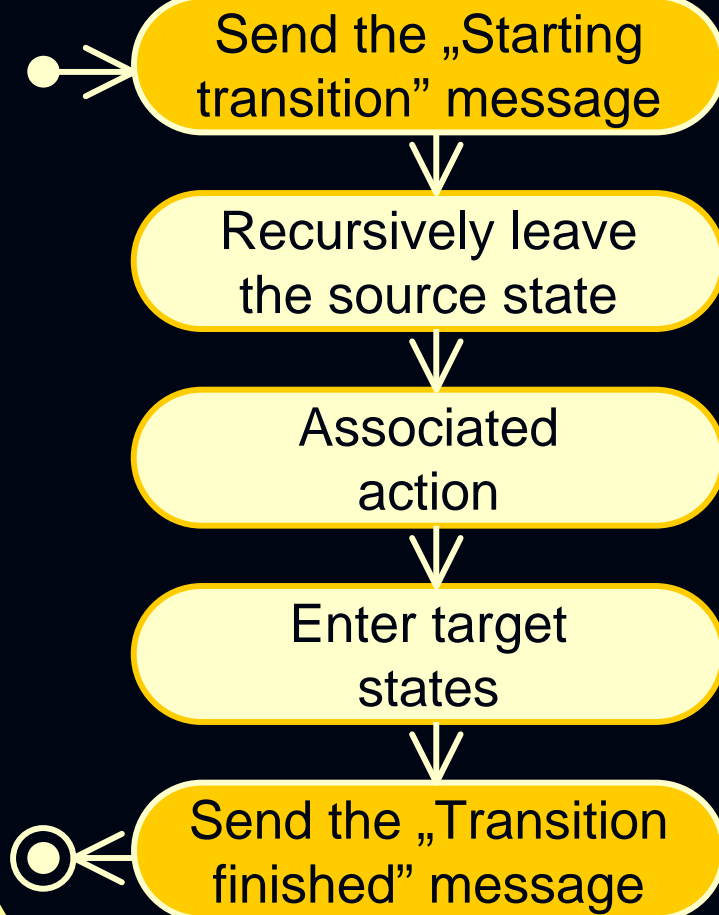 Send the „Starting
transition” message
Recursively leave
the source state
Associated
action
Enter target
states
Send the „Transition
finished” message